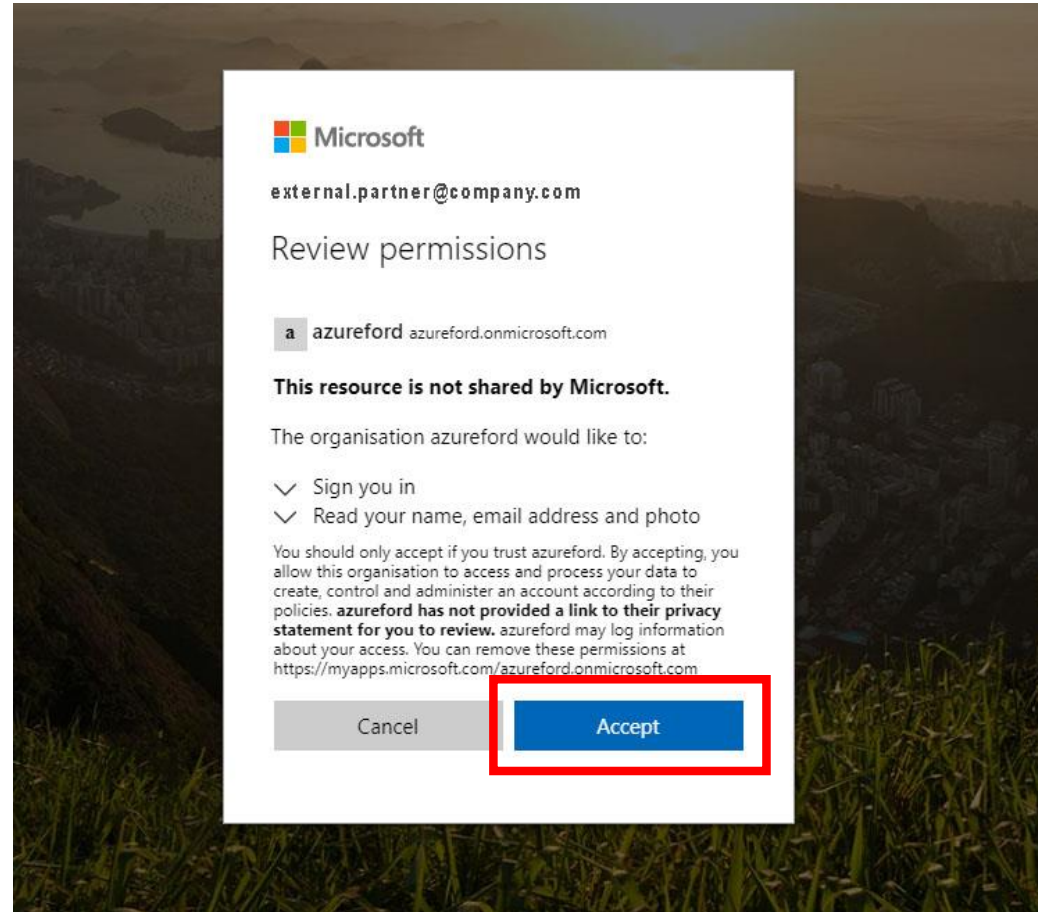 Microsoft
external.partner@company.com
Review permissions
a azureford azureford.onmicrosoft.com
This resource is not shared by Microsoft.
The organisation azureford would like to:
Sign you in
Read your name, email address and photo
You should only accept if you trust azureford. By accepting, you
allow this organisation to access and process your data to
create, control and administer an account according to their
policies. azureford has not provided a link to their privacy
statement for you to review. azureford may log information
about your access. You can remove these permissions at
https://myapps.microsoft.com/azureford.onmicrosoft.com
Cancel Accept